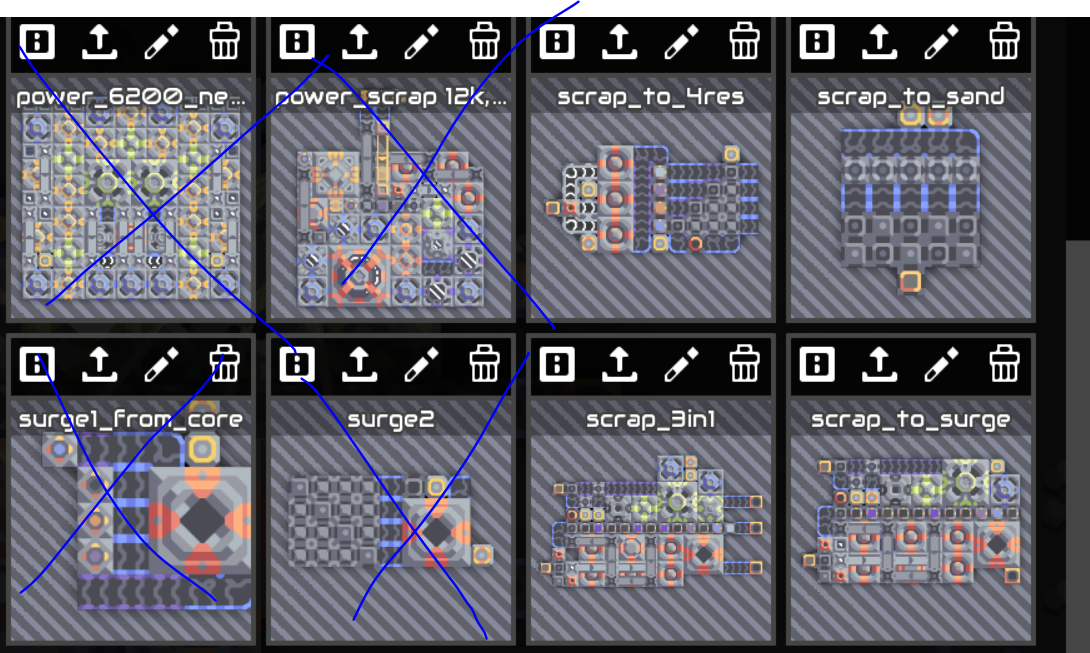 power_6200_ne...
power_scrap 12k,...
scrap_to_4res
scrap_to_sand
surge1_from_core
surge2
scrap_3in1
scrap_to_surge